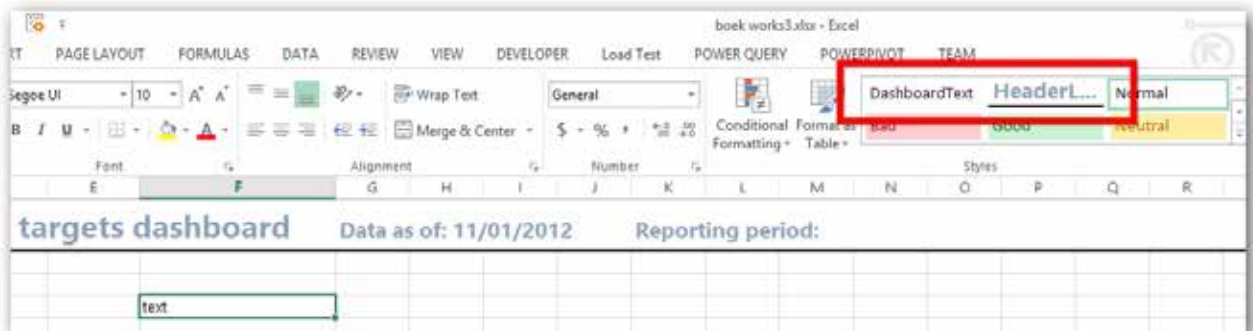 boek works3.xlsx - Excel
RT PAGE LAYOUT FORMULAS DATA REVIEW VIEW DEVELOPER Load Test POWER QUERY POWERPIVOT TEAM
Segoe UI 10 A A Wrap Text General DashboardText HeaderL... Normal
B I U A Merge & Center $ % Conditional Formatting Format as Table Bad Good Neutral
Font Alignment Number Styles
E F G H I J K L M N O P Q R
targets dashboard Data as of: 11/01/2012 Reporting period:
text